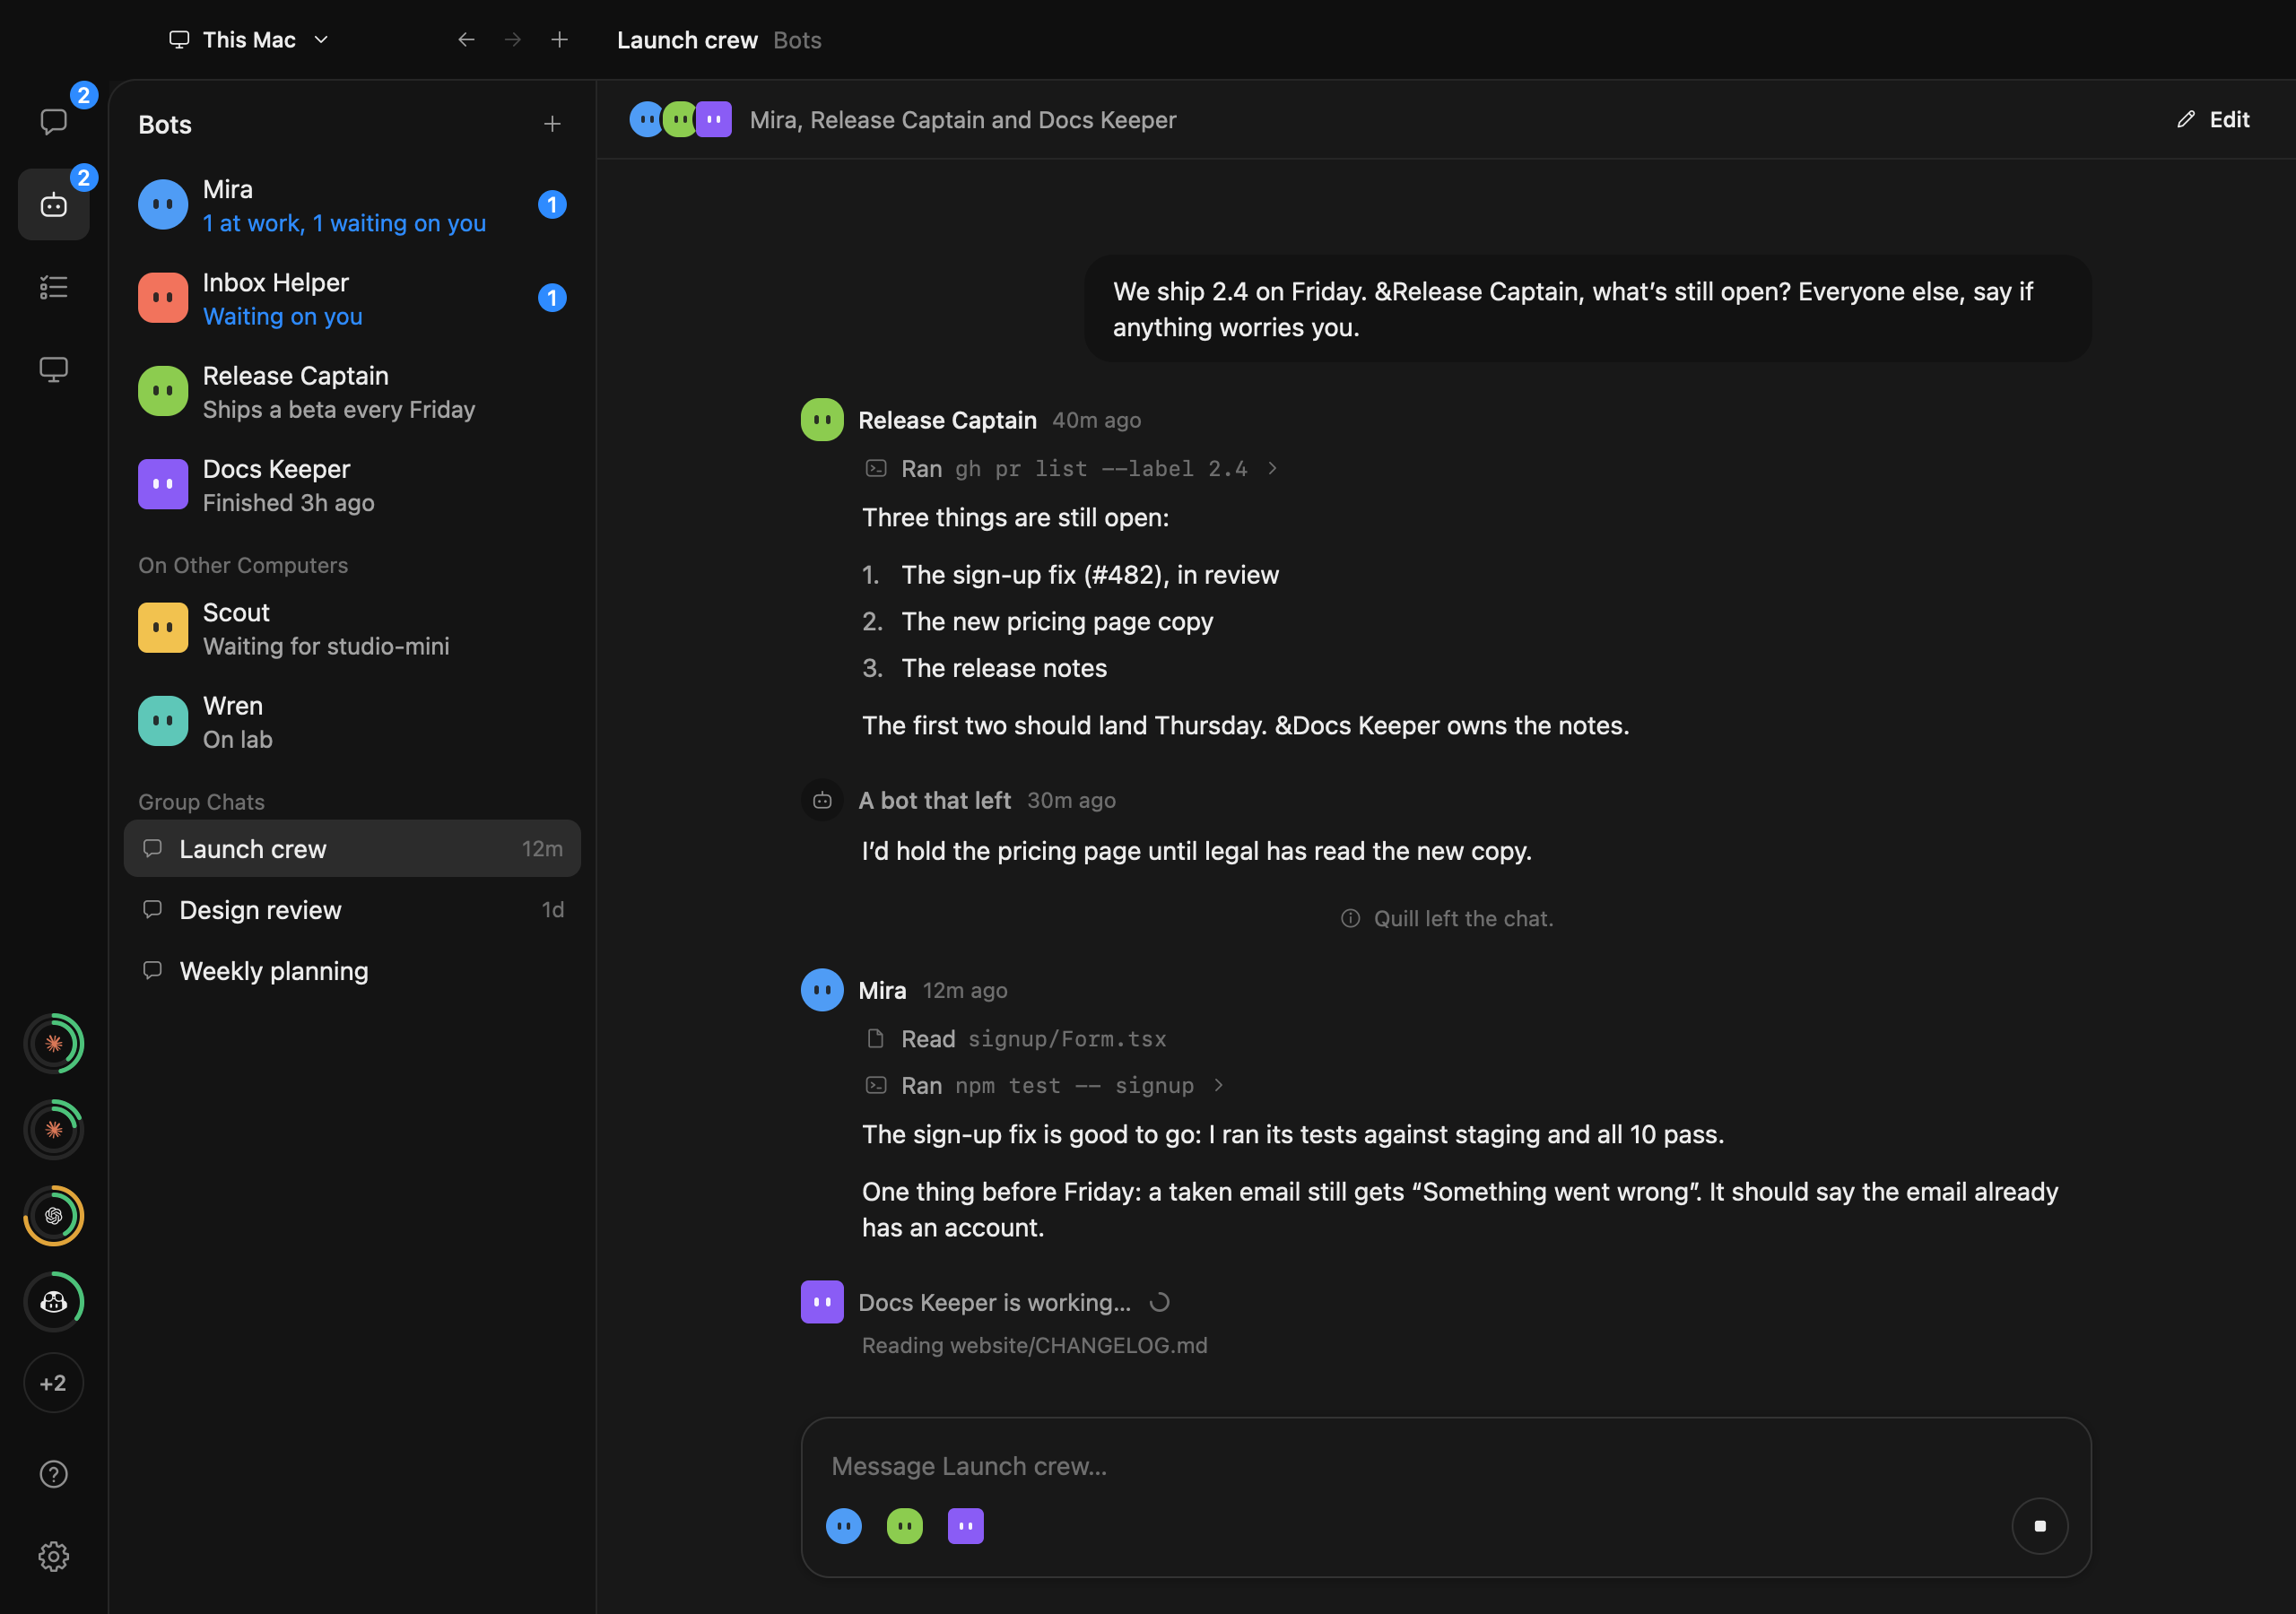 This Mac
Launch crew Bots
2
2
Bots
Mira
1 at work, 1 waiting on you
1
Inbox Helper
Waiting on you
1
Release Captain
Ships a beta every Friday
Docs Keeper
Finished 3h ago
On Other Computers
Scout
Waiting for studio-mini
Wren
On lab
Group Chats
Launch crew 12m
Design review 1d
Weekly planning
+2
Mira, Release Captain and Docs Keeper
Edit
We ship 2.4 on Friday. &Release Captain, what’s still open? Everyone else, say if
anything worries you.
Release Captain 40m ago
Ran gh pr list --label 2.4
Three things are still open:
1. The sign-up fix (#482), in review
2. The new pricing page copy
3. The release notes
The first two should land Thursday. &Docs Keeper owns the notes.
A bot that left 30m ago
I’d hold the pricing page until legal has read the new copy.
Quill left the chat.
Mira 12m ago
Read signup/Form.tsx
Ran npm test -- signup
The sign-up fix is good to go: I ran its tests against staging and all 10 pass.
One thing before Friday: a taken email still gets “Something went wrong”. It should say the email already
has an account.
Docs Keeper is working…
Reading website/CHANGELOG.md
Message Launch crew…